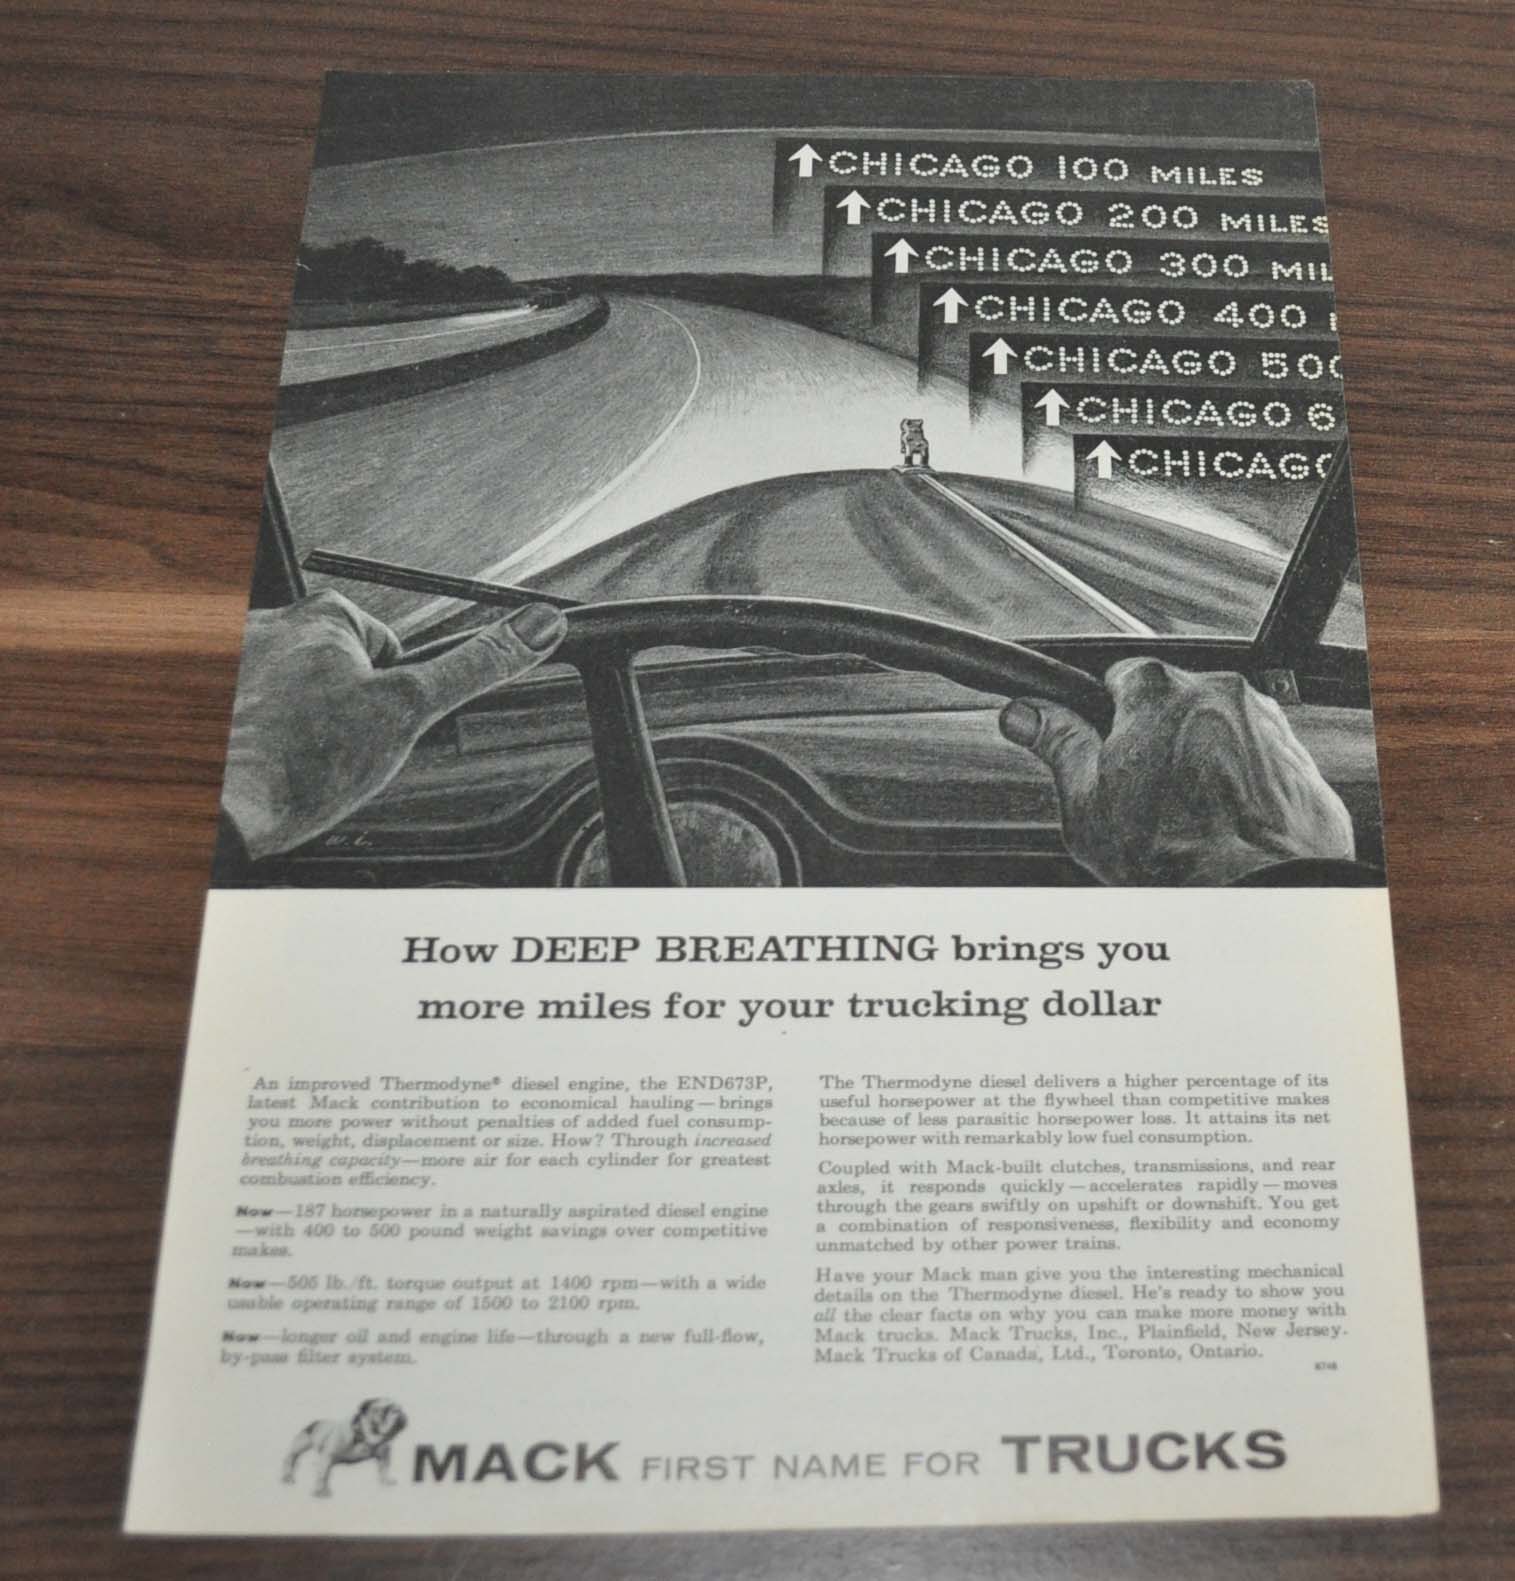 CHICAGO 100 MILES
CHICAGO 200 MILES
CHICAGO 300 MIL
CHICAGO 400
CHICAGO 500
CHICAGO 6
CHICAGO
How DEEP BREATHING brings you
more miles for your trucking dollar
An improved Thermodyne® diesel engine, the END673P,
latest Mack contribution to economical hauling — brings
you more power without penalties of added fuel consump-
tion, weight, displacement or size. How? Through increased
breathing capacity—more air for each cylinder for greatest
combustion efficiency.
Now—187 horsepower in a naturally aspirated diesel engine
—with 400 to 500 pound weight savings over competitive
makes.
Now—505 lb./ft. torque output at 1400 rpm—with a wide
usable operating range of 1500 to 2100 rpm.
Now—longer oil and engine life—through a new full-flow,
by-pass filter system.
The Thermodyne diesel delivers a higher percentage of its
useful horsepower at the flywheel than competitive makes
because of less parasitic horsepower loss. It attains its net
horsepower with remarkably low fuel consumption.
Coupled with Mack-built clutches, transmissions, and rear
axles, it responds quickly — accelerates rapidly — moves
through the gears swiftly on upshift or downshift. You get
a combination of responsiveness, flexibility and economy
unmatched by other power trains.
Have your Mack man give you the interesting mechanical
details on the Thermodyne diesel. He's ready to show you
all the clear facts on why you can make more money with
Mack trucks. Mack Trucks, Inc., Plainfield, New Jersey.
Mack Trucks of Canada, Ltd., Toronto, Ontario.
MACK FIRST NAME FOR TRUCKS